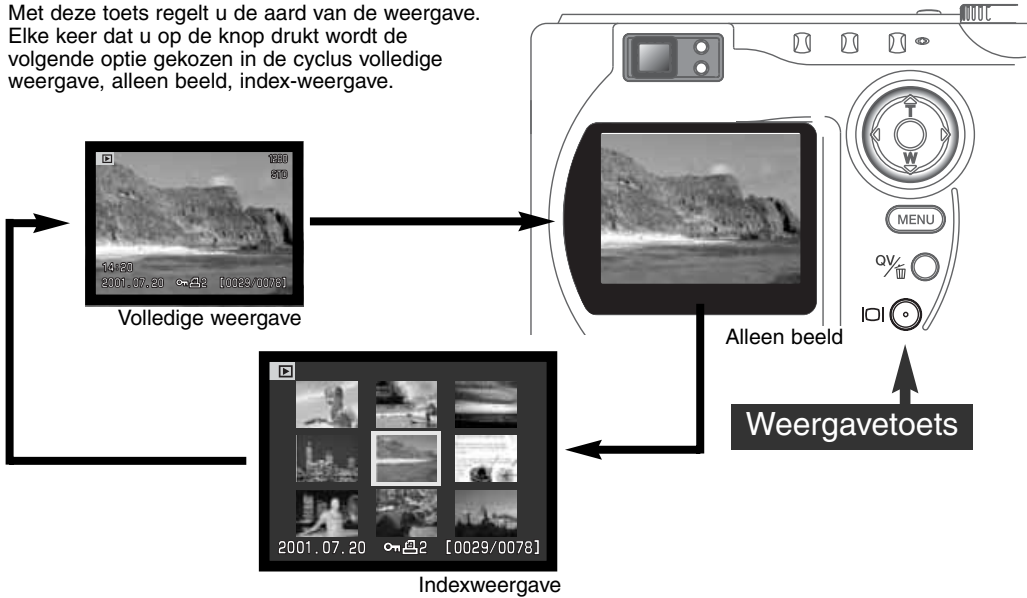 Met deze toets regelt u de aard van de weergave.
Elke keer dat u op de knop drukt wordt de
volgende optie gekozen in de cyclus volledige
weergave, alleen beeld, index-weergave.
1280
STD
14:20
2001.07.20 2 [0029/0078]
Volledige weergave
T
W
MENU
QV/
Alleen beeld
Weergavetoets
2001.07.20 2 [0029/0078]
Indexweergave